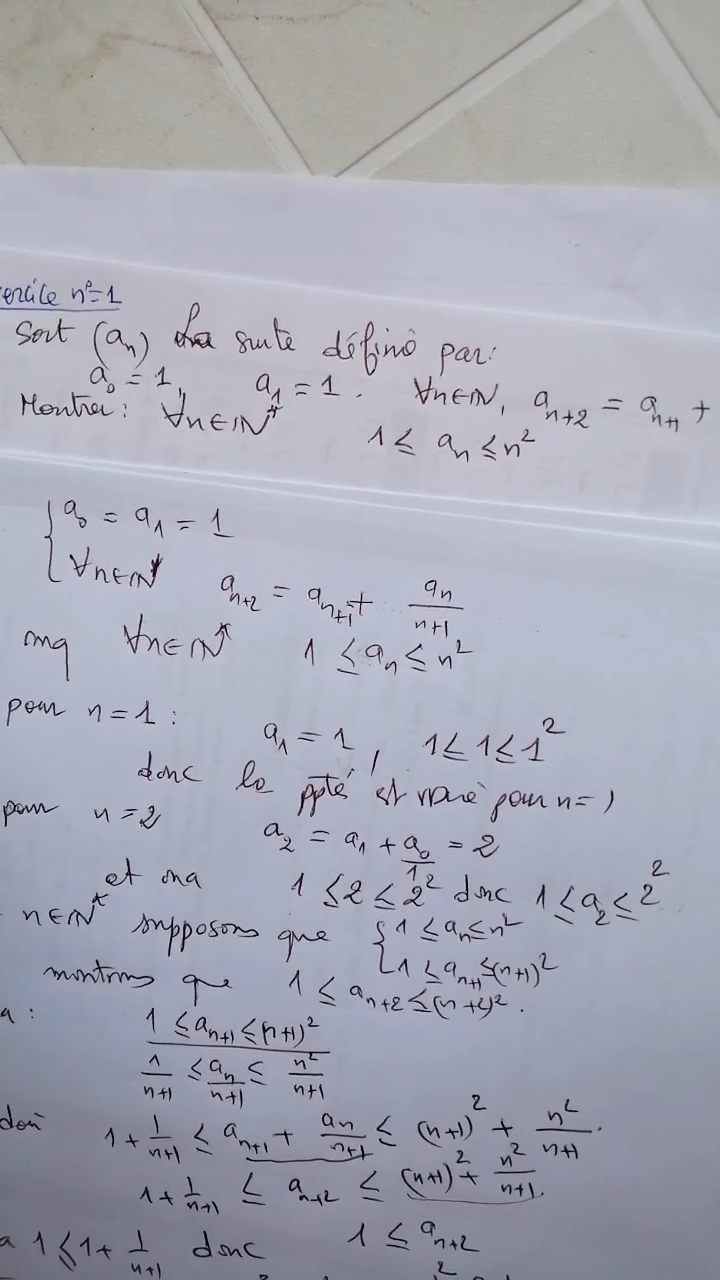 ercice n°=1
Soit (aₙ) la suite définie par:
a₀ = 1, a₁ = 1. ∀n∈ℕ, aₙ₊₂ = aₙ₊₁ +
Montrer: ∀n∈ℕ* 1 ≤ aₙ ≤ n²
{ a₀ = a₁ = 1
∀n∈ℕ aₙ₊₂ = aₙ₊₁ + aₙ/(n+1)
mq ∀n∈ℕ* 1 ≤ aₙ ≤ n²
pour n = 1 : a₁ = 1, 1 ≤ 1 ≤ 1²
donc la ppté est vraie pour n = 1
pour n = 2 a₂ = a₁ + a₀/1 = 2
et on a 1 ≤ 2 ≤ 2² donc 1 ≤ a₂ ≤ 2²
n∈ℕ* supposons que { 1 ≤ aₙ ≤ n²
1 ≤ aₙ₊₁ ≤ (n+1)²
montrons que 1 ≤ aₙ₊₂ ≤ (n+2)².
a : 1 ≤ aₙ₊₁ ≤ (n+1)²
1/(n+1) ≤ aₙ/(n+1) ≤ n²/(n+1)
doù 1 + 1/(n+1) ≤ aₙ₊₁ + aₙ/(n+1) ≤ (n+1)² + n²/(n+1).
1 + 1/(n+1) ≤ aₙ₊₂ ≤ (n+1)² + n²/(n+1).
a 1 ≤ 1 + 1/(n+1) donc 1 ≤ aₙ₊₂